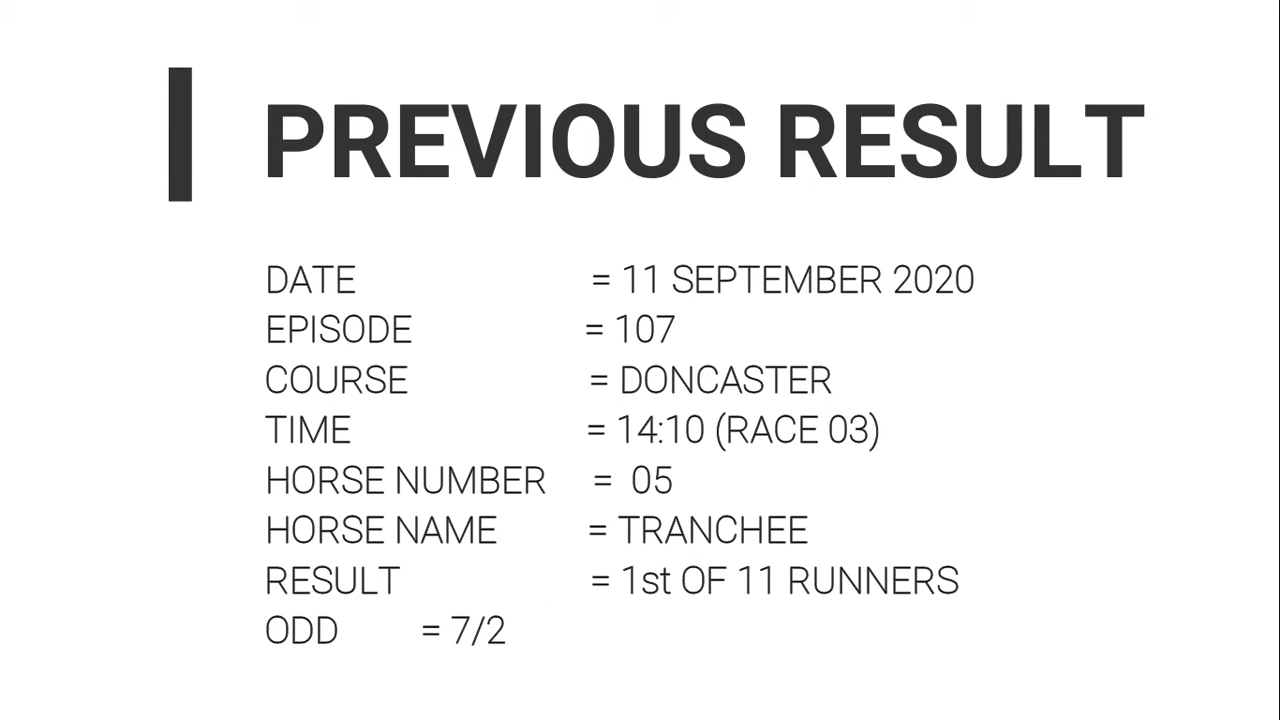 PREVIOUS RESULT
DATE = 11 SEPTEMBER 2020
EPISODE = 107
COURSE = DONCASTER
TIME = 14:10 (RACE 03)
HORSE NUMBER = 05
HORSE NAME = TRANCHEE
RESULT = 1st OF 11 RUNNERS
ODD = 7/2